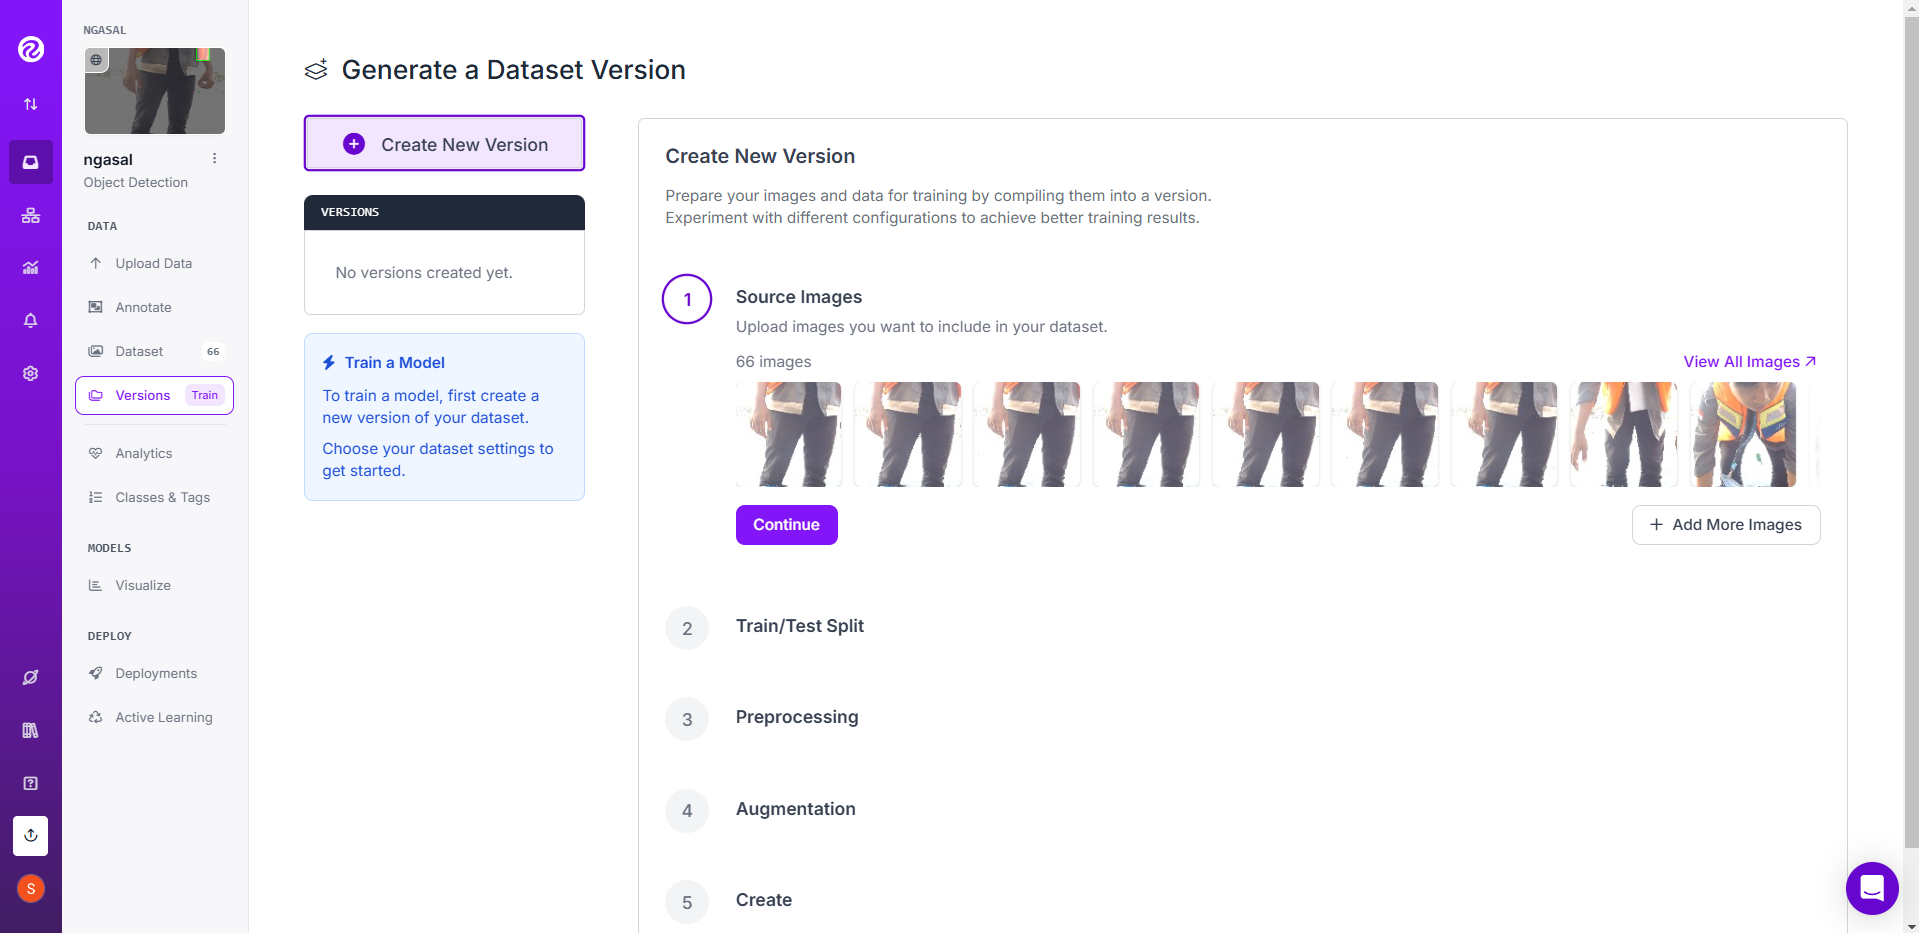 NGASAL
ngasal
Object Detection
DATA
Upload Data
Annotate
Dataset 66
Versions Train
Analytics
Classes & Tags
MODELS
Visualize
DEPLOY
Deployments
Active Learning
S
Generate a Dataset Version
Create New Version
VERSIONS
No versions created yet.
Train a Model
To train a model, first create a
new version of your dataset.
Choose your dataset settings to
get started.
Create New Version
Prepare your images and data for training by compiling them into a version.
Experiment with different configurations to achieve better training results.
1 Source Images
Upload images you want to include in your dataset.
66 images View All Images
Continue + Add More Images
2 Train/Test Split
3 Preprocessing
4 Augmentation
5 Create